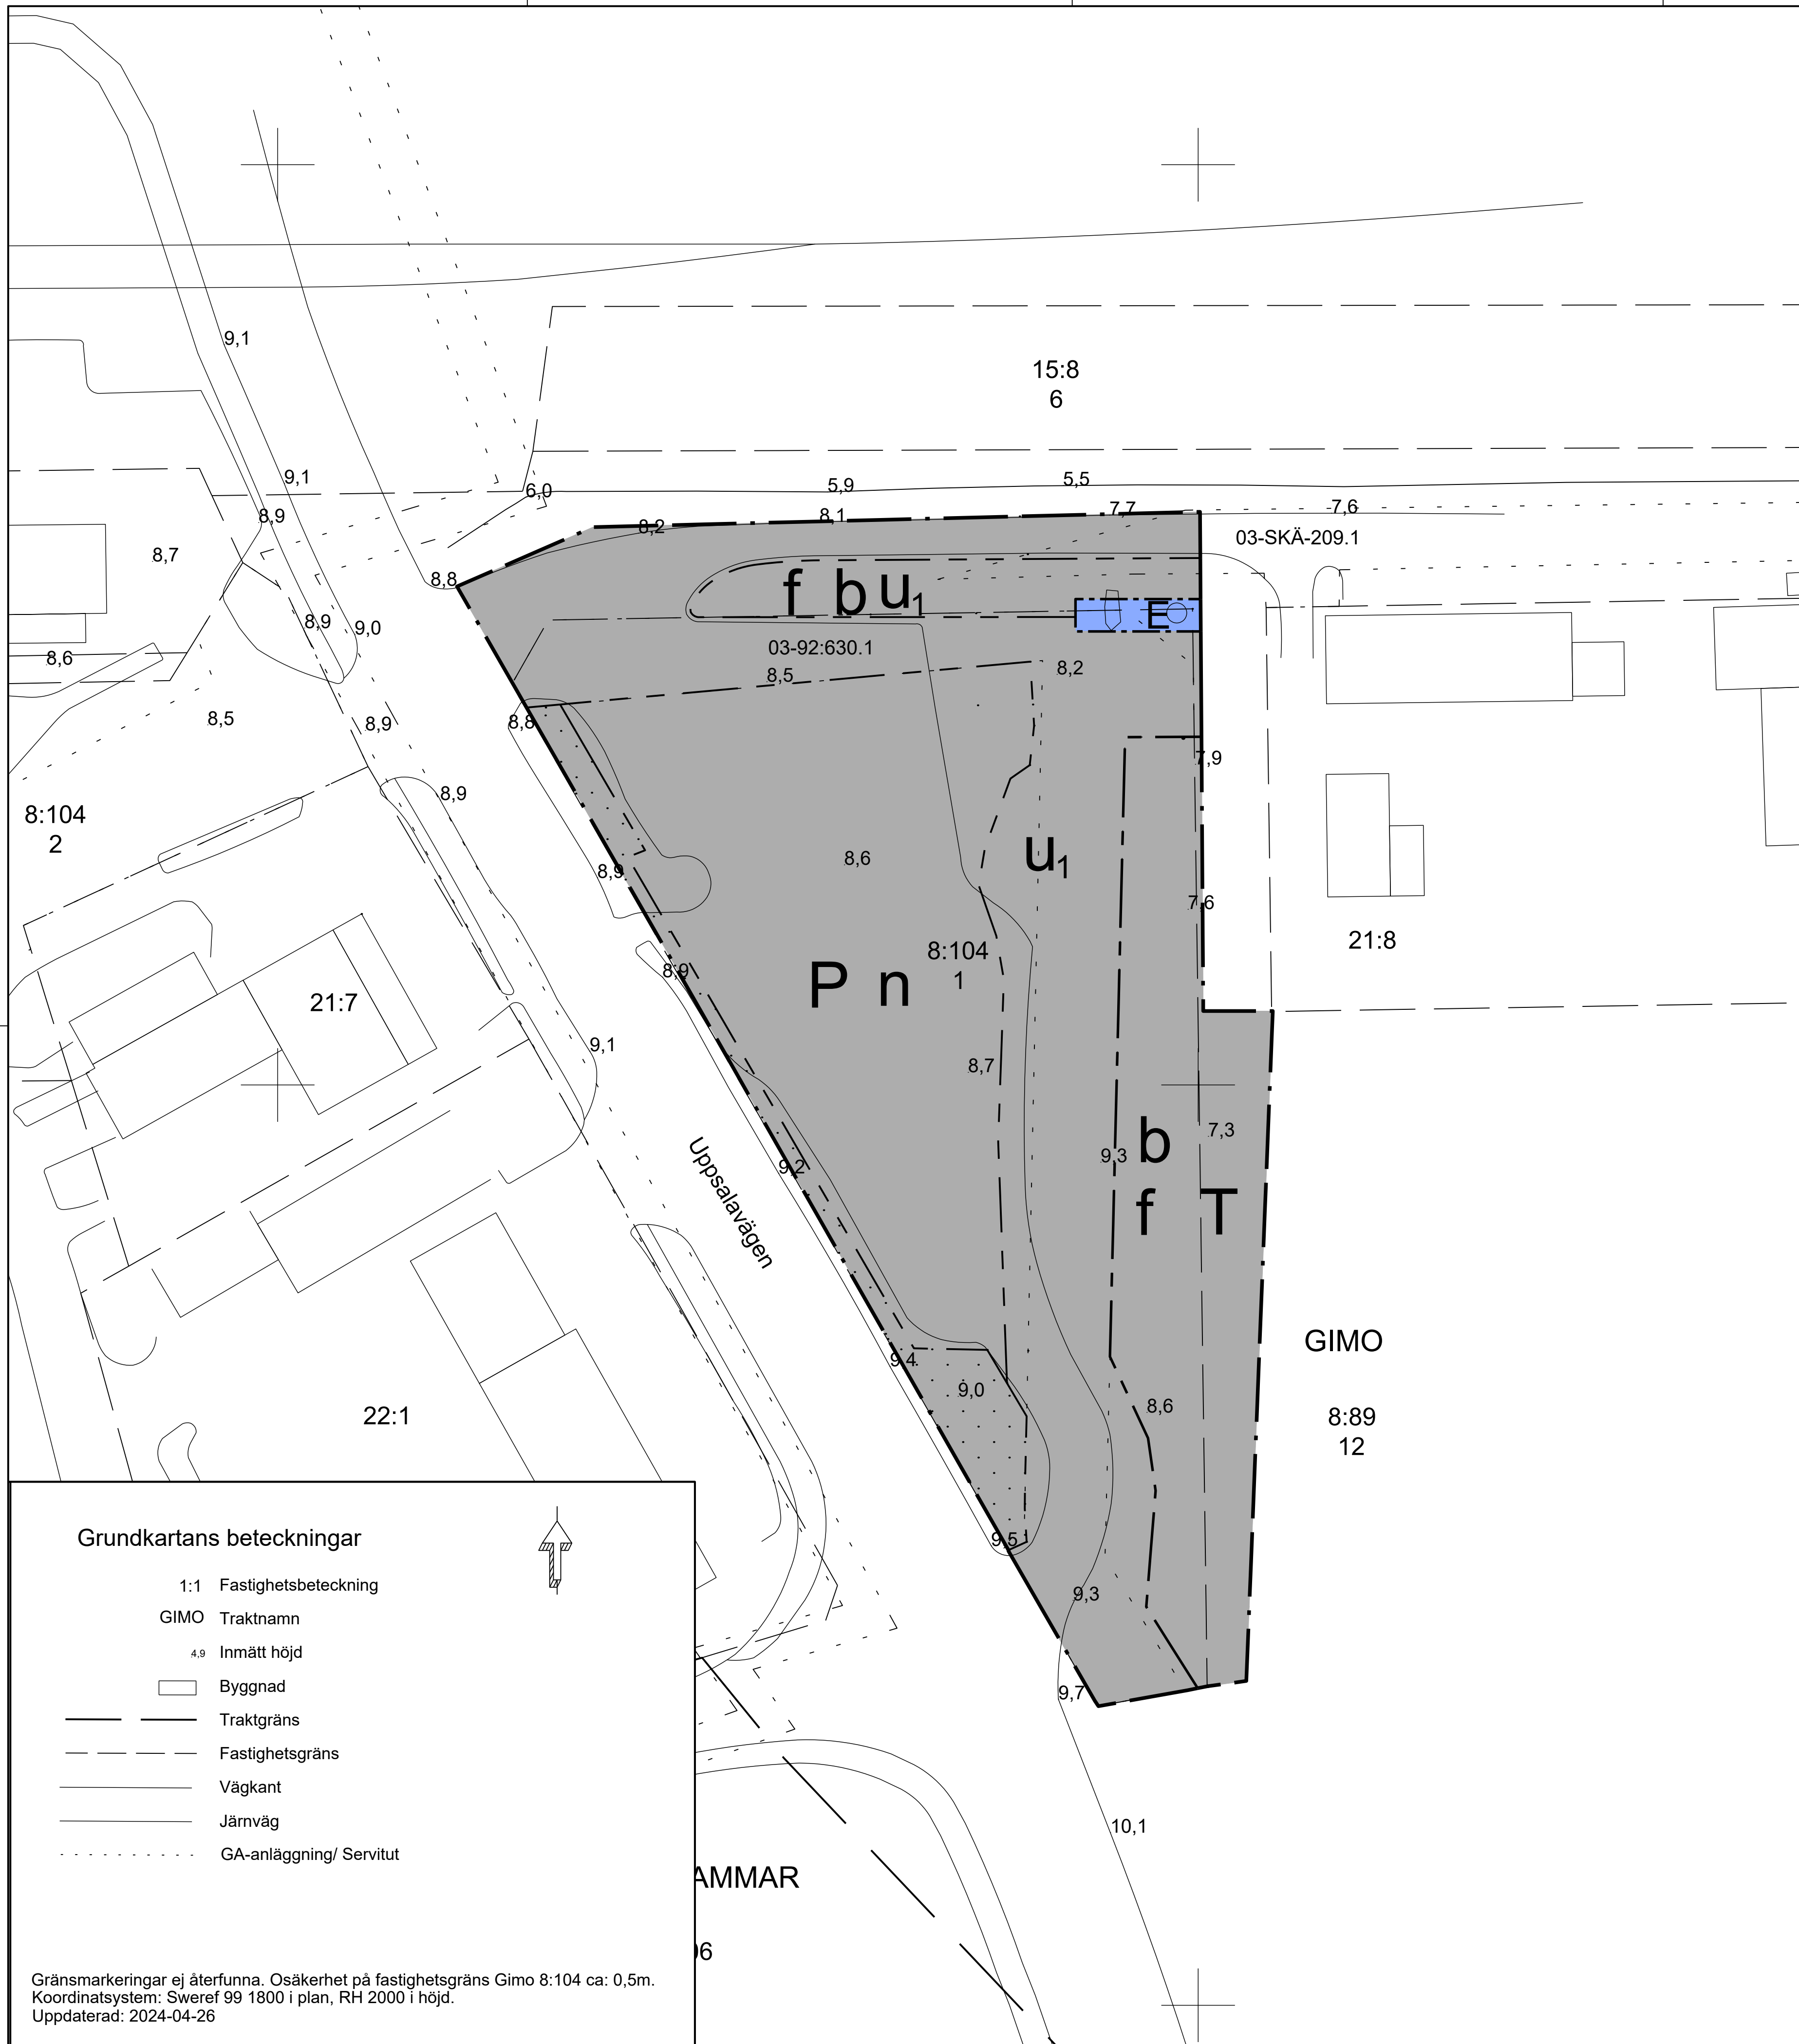 9,1
15:8
6
9,1
6,0
5,9
5,5
8,9
8,2
8,1
7,7
7,6
03-SKÄ-209.1
8,7
8,8
f b u₁
E
8,9
9,0
03-92:630.1
8,6
8,5
8,2
8,5
8,9
8,8
7,9
8,9
8:104
2
8,6
u₁
8,9
7,6
21:8
8:104
1
8,9
P n
21:7
9,1
8,7
b
7,3
9,3
9,2
Uppsalavägen
f T
GIMO
9,4
9,0
8,6
22:1
8:89
12
9,5
9,3
9,7
10,1
AMMAR
06
Grundkartans beteckningar
1:1 Fastighetsbeteckning
GIMO Traktnamn
4,9 Inmätt höjd
Byggnad
Traktgräns
Fastighetsgräns
Vägkant
Järnväg
GA-anläggning/ Servitut
Gränsmarkeringar ej återfunna. Osäkerhet på fastighetsgräns Gimo 8:104 ca: 0,5m.
Koordinatsystem: Sweref 99 1800 i plan, RH 2000 i höjd.
Uppdaterad: 2024-04-26